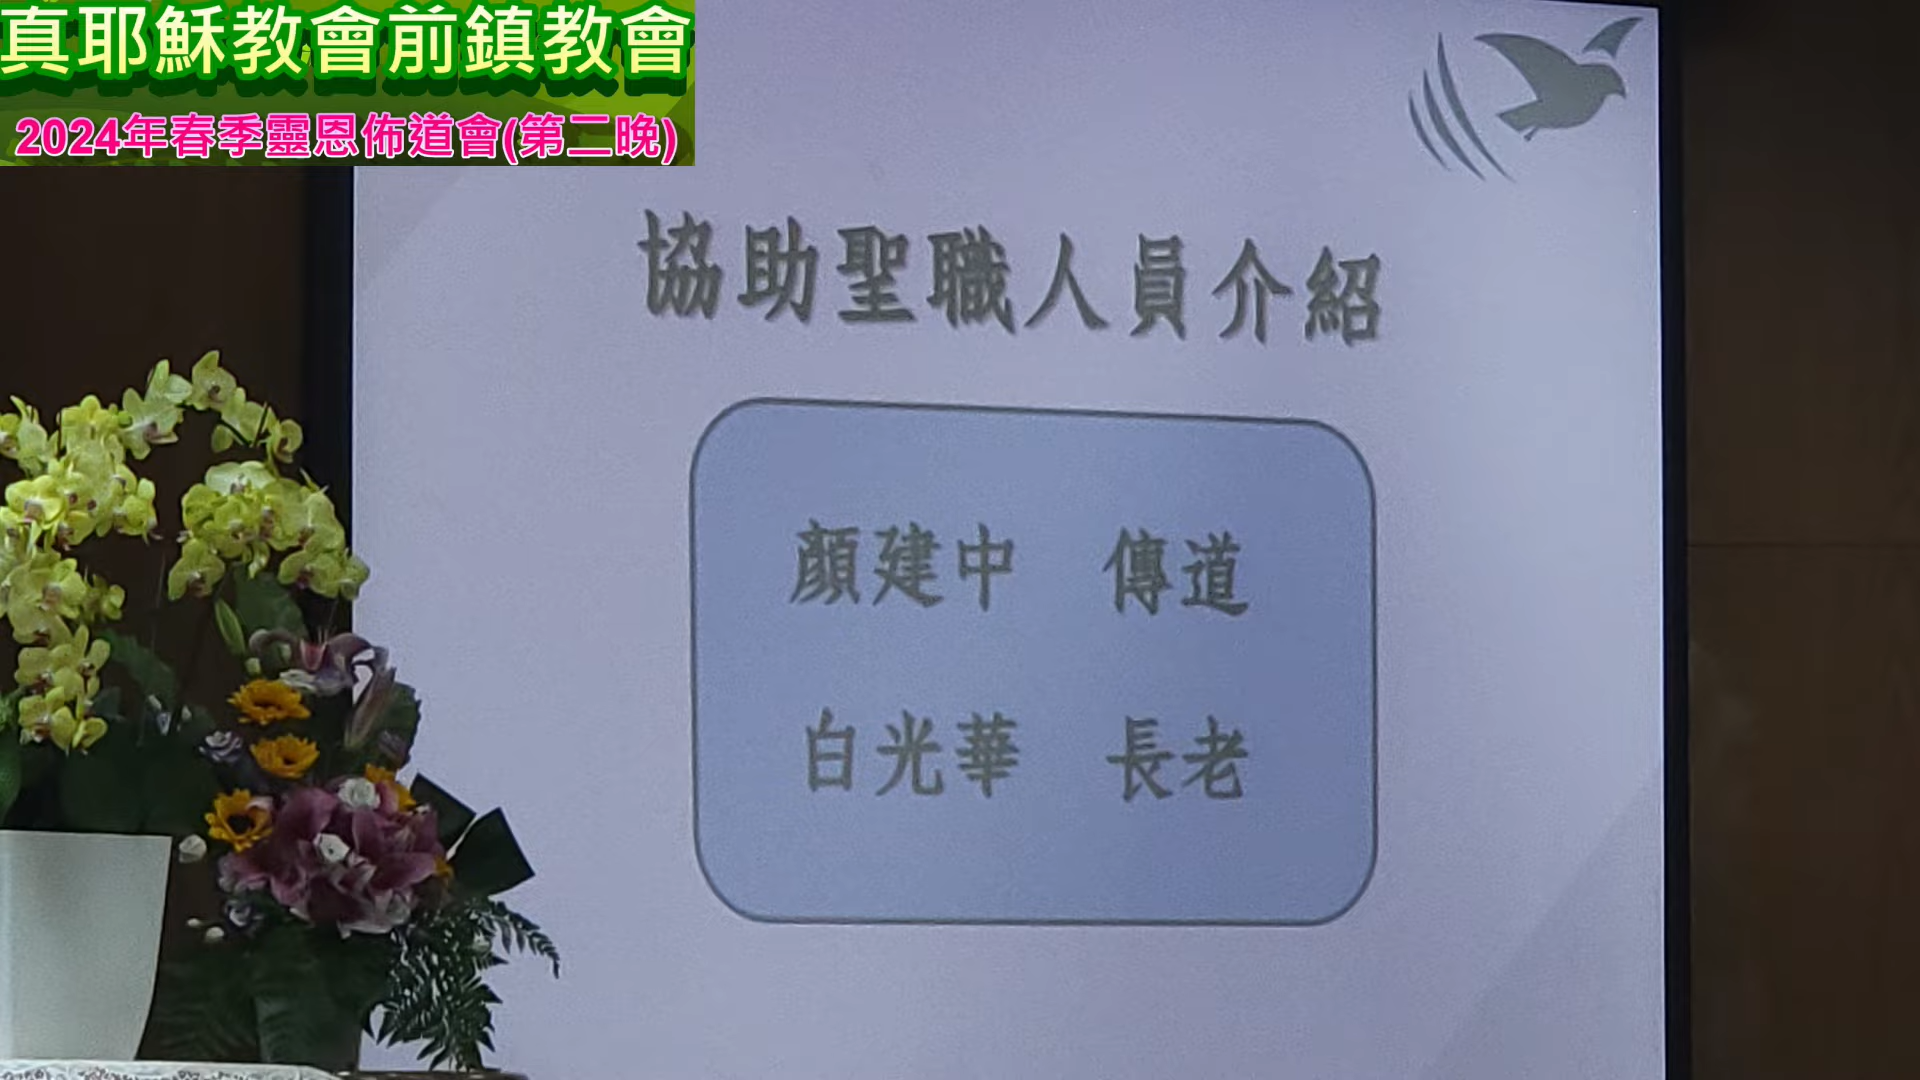 真耶穌教會前鎮教會
2024年春季靈恩佈道會(第二晚)
協助聖職人員介紹
顏建中 傳道
白光華 長老